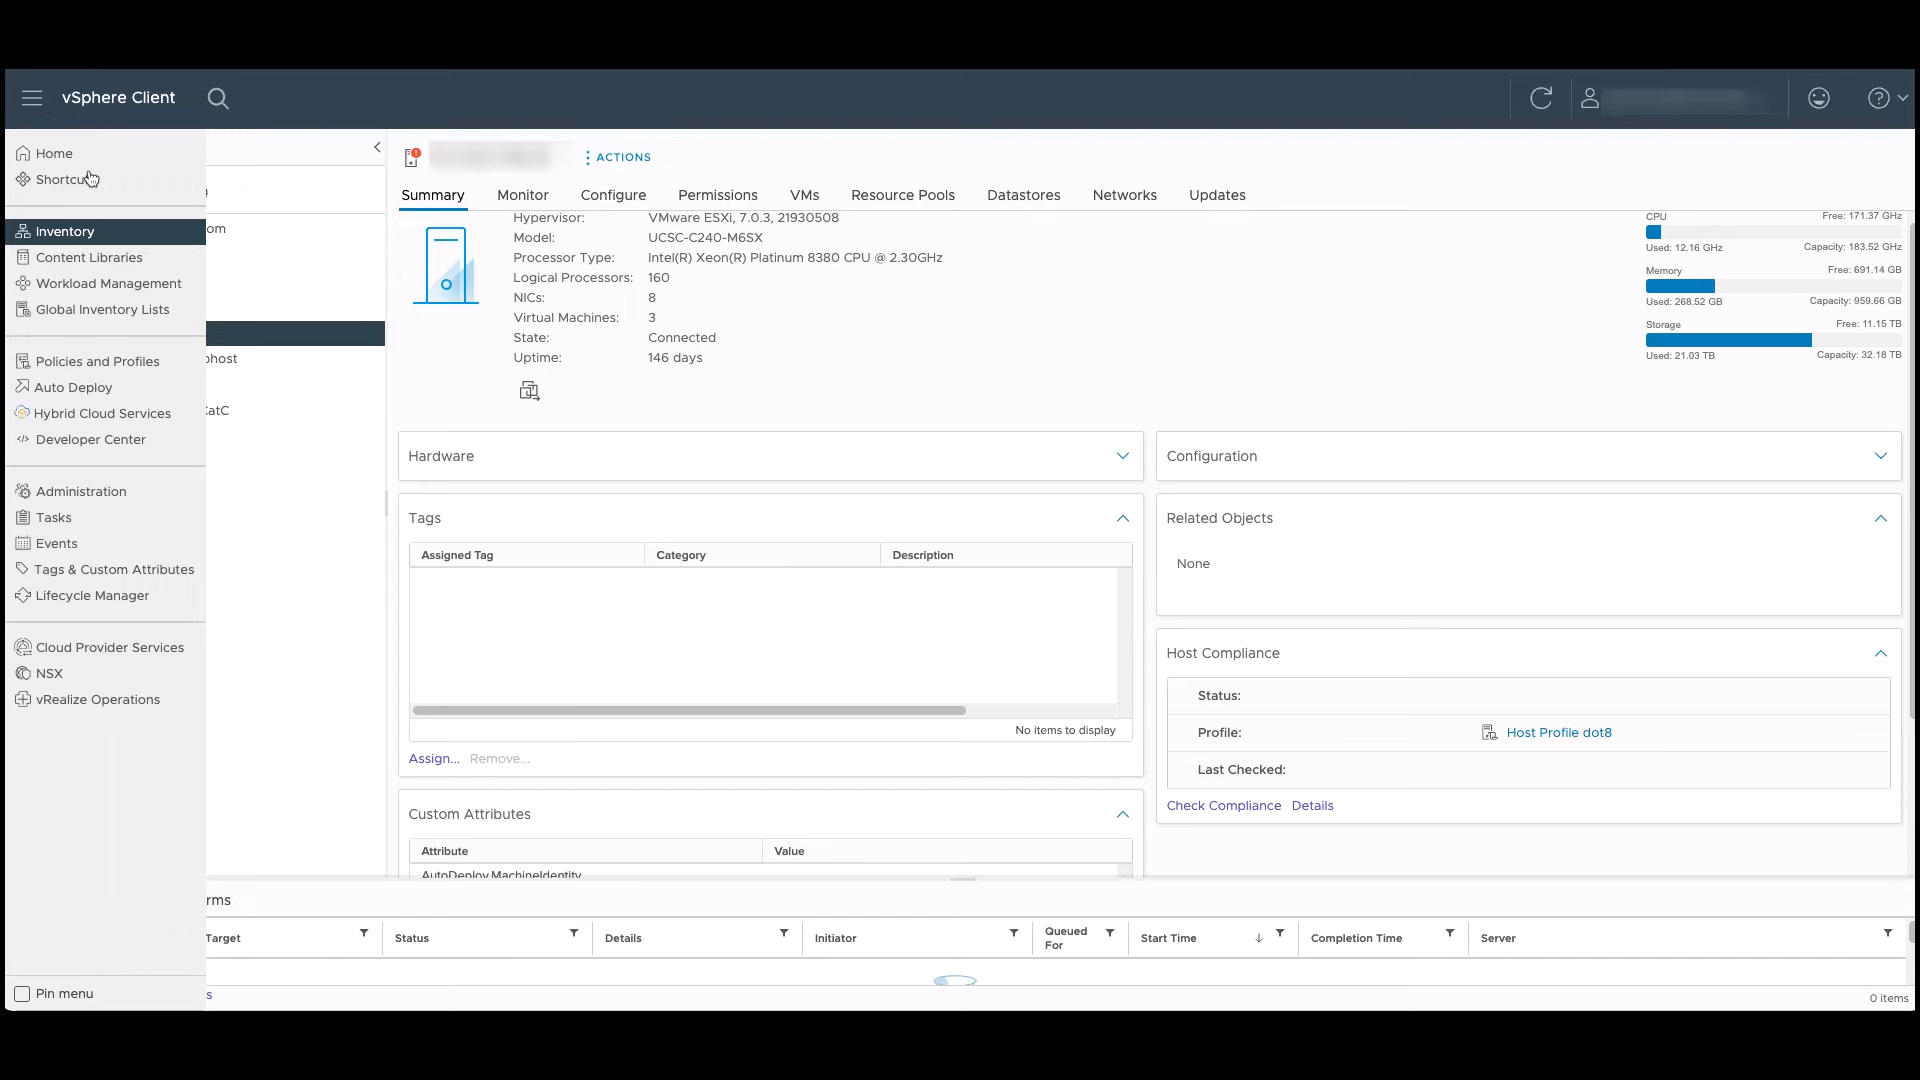 vSphere Client
Home
Shortcu
Inventory
Content Libraries
Workload Management
Global Inventory Lists
Policies and Profiles
Auto Deploy
Hybrid Cloud Services
Developer Center
Administration
Tasks
Events
Tags & Custom Attributes
Lifecycle Manager
Cloud Provider Services
NSX
vRealize Operations
Pin menu
om
host
atC
ACTIONS
Summary Monitor Configure Permissions VMs Resource Pools Datastores Networks Updates
Hypervisor: VMware ESXi, 7.0.3, 21930508
Model: UCSC-C240-M6SX
Processor Type: Intel(R) Xeon(R) Platinum 8380 CPU @ 2.30GHz
Logical Processors: 160
NICs: 8
Virtual Machines: 3
State: Connected
Uptime: 146 days
CPU Free: 171.37 GHz
Used: 12.16 GHz Capacity: 183.52 GHz
Memory Free: 691.14 GB
Used: 268.52 GB Capacity: 959.66 GB
Storage Free: 11.15 TB
Used: 21.03 TB Capacity: 32.18 TB
Hardware
Configuration
Tags
Assigned Tag Category Description
No items to display
Assign... Remove...
Related Objects
None
Host Compliance
Status:
Profile: Host Profile dot8
Last Checked:
Check Compliance Details
Custom Attributes
Attribute Value
AutoDeploy.MachineIdentity
rms
Target Status Details Initiator Queued For Start Time Completion Time Server
s
0 items